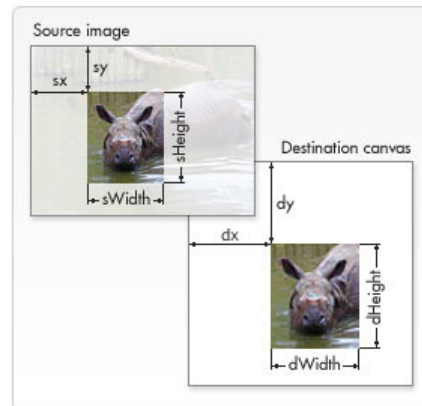 Source image
sy
sx
sHeight
sWidth
Destination canvas
dy
dx
dHeight
dWidth